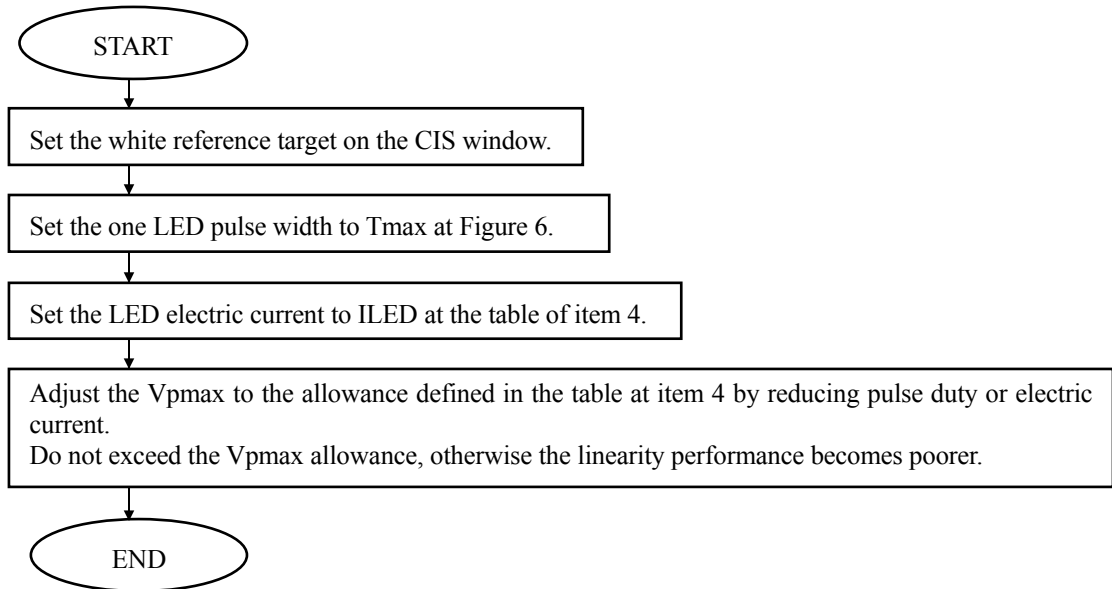 START
Set the white reference target on the CIS window.
Set the one LED pulse width to Tmax at Figure 6.
Set the LED electric current to ILED at the table of item 4.
Adjust the Vpmax to the allowance defined in the table at item 4 by reducing pulse duty or electric
current.
Do not exceed the Vpmax allowance, otherwise the linearity performance becomes poorer.
END